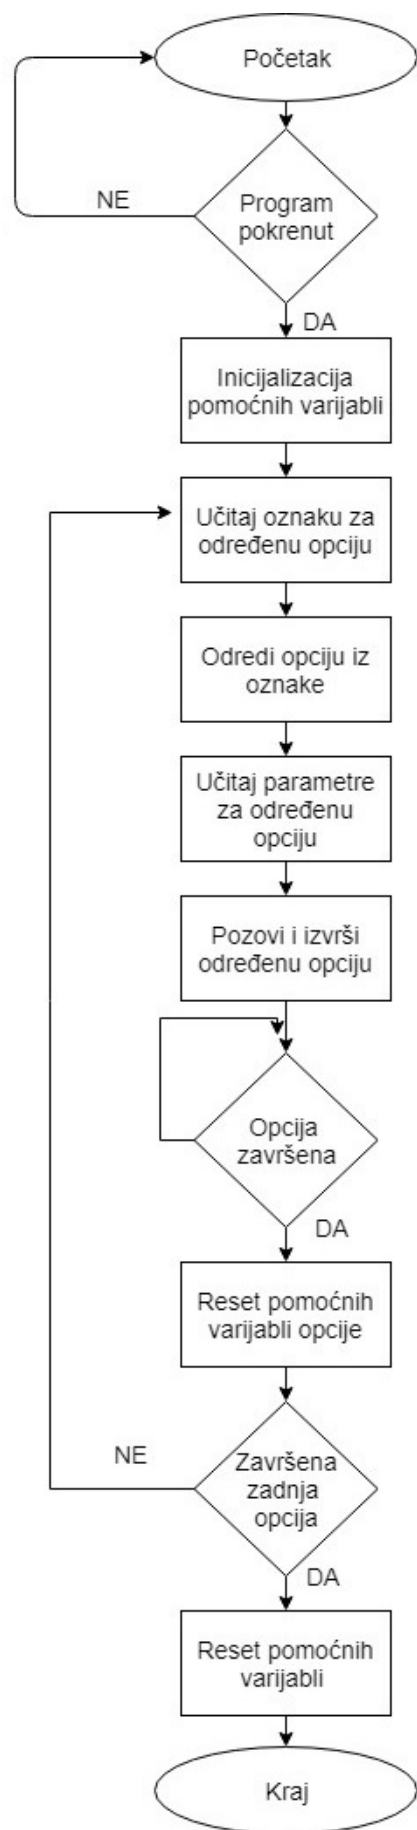 Početak
NE
Program
pokrenut
DA
Inicijalizacija
pomoćnih varijabli
Učitaj oznaku za
određenu opciju
Odredi opciju iz
oznake
Učitaj parametre
za određenu
opciju
Pozovi i izvrši
određenu opciju
Opcija
završena
DA
Reset pomoćnih
varijabli opcije
NE
Završena
zadnja
opcija
DA
Reset pomoćnih
varijabli
Kraj